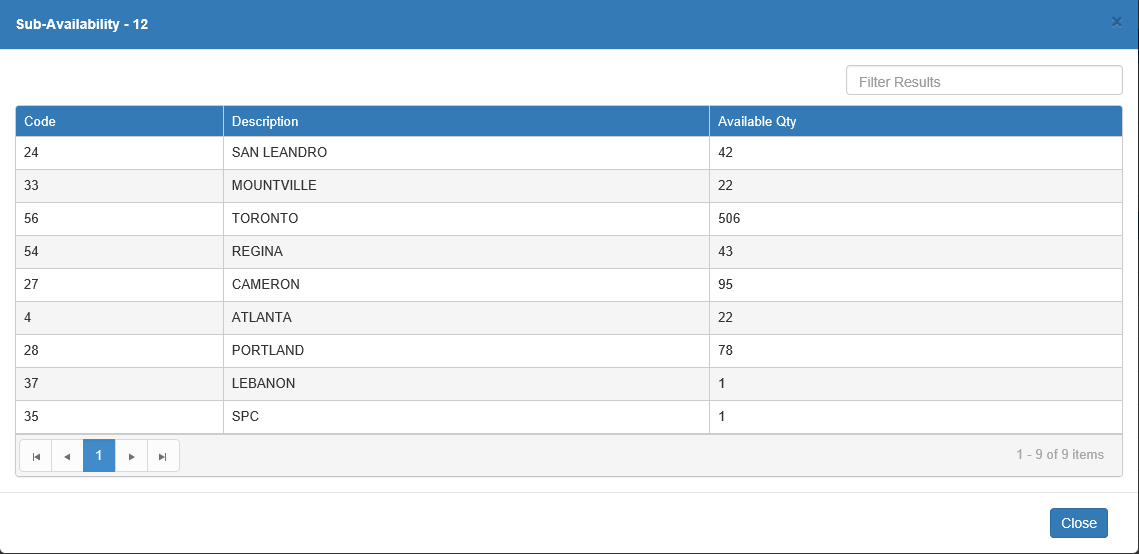 Sub-Availability - 12
×
Filter Results
Code Description Available Qty
24 SAN LEANDRO 42
33 MOUNTVILLE 22
56 TORONTO 506
54 REGINA 43
27 CAMERON 95
4 ATLANTA 22
28 PORTLAND 78
37 LEBANON 1
35 SPC 1
1 1 - 9 of 9 items
Close